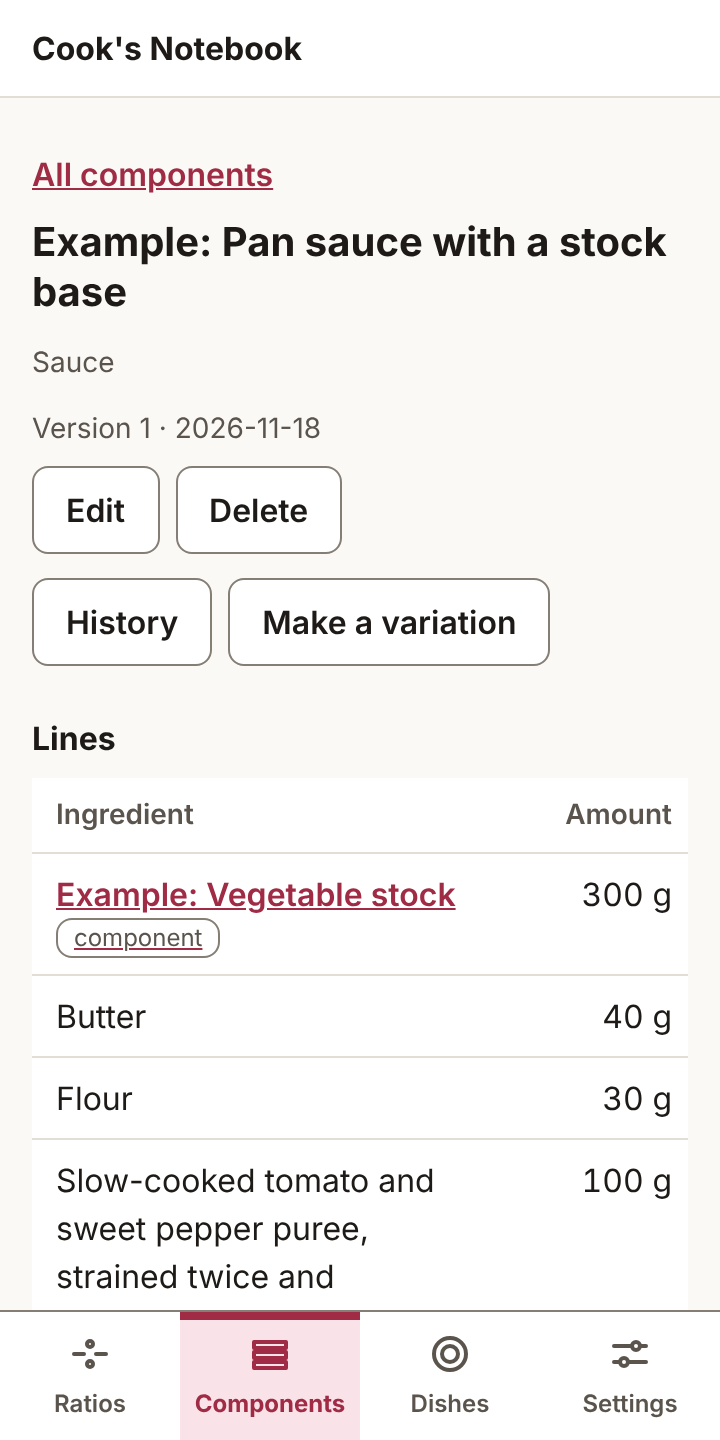 Cook's Notebook
All components
Example: Pan sauce with a stock
base
Sauce
Version 1 · 2026-11-18
Edit Delete
History Make a variation
Lines
Ingredient Amount
Example: Vegetable stock 300 g
component
Butter 40 g
Flour 30 g
Slow-cooked tomato and 100 g
sweet pepper puree,
strained twice and
Ratios Components Dishes Settings